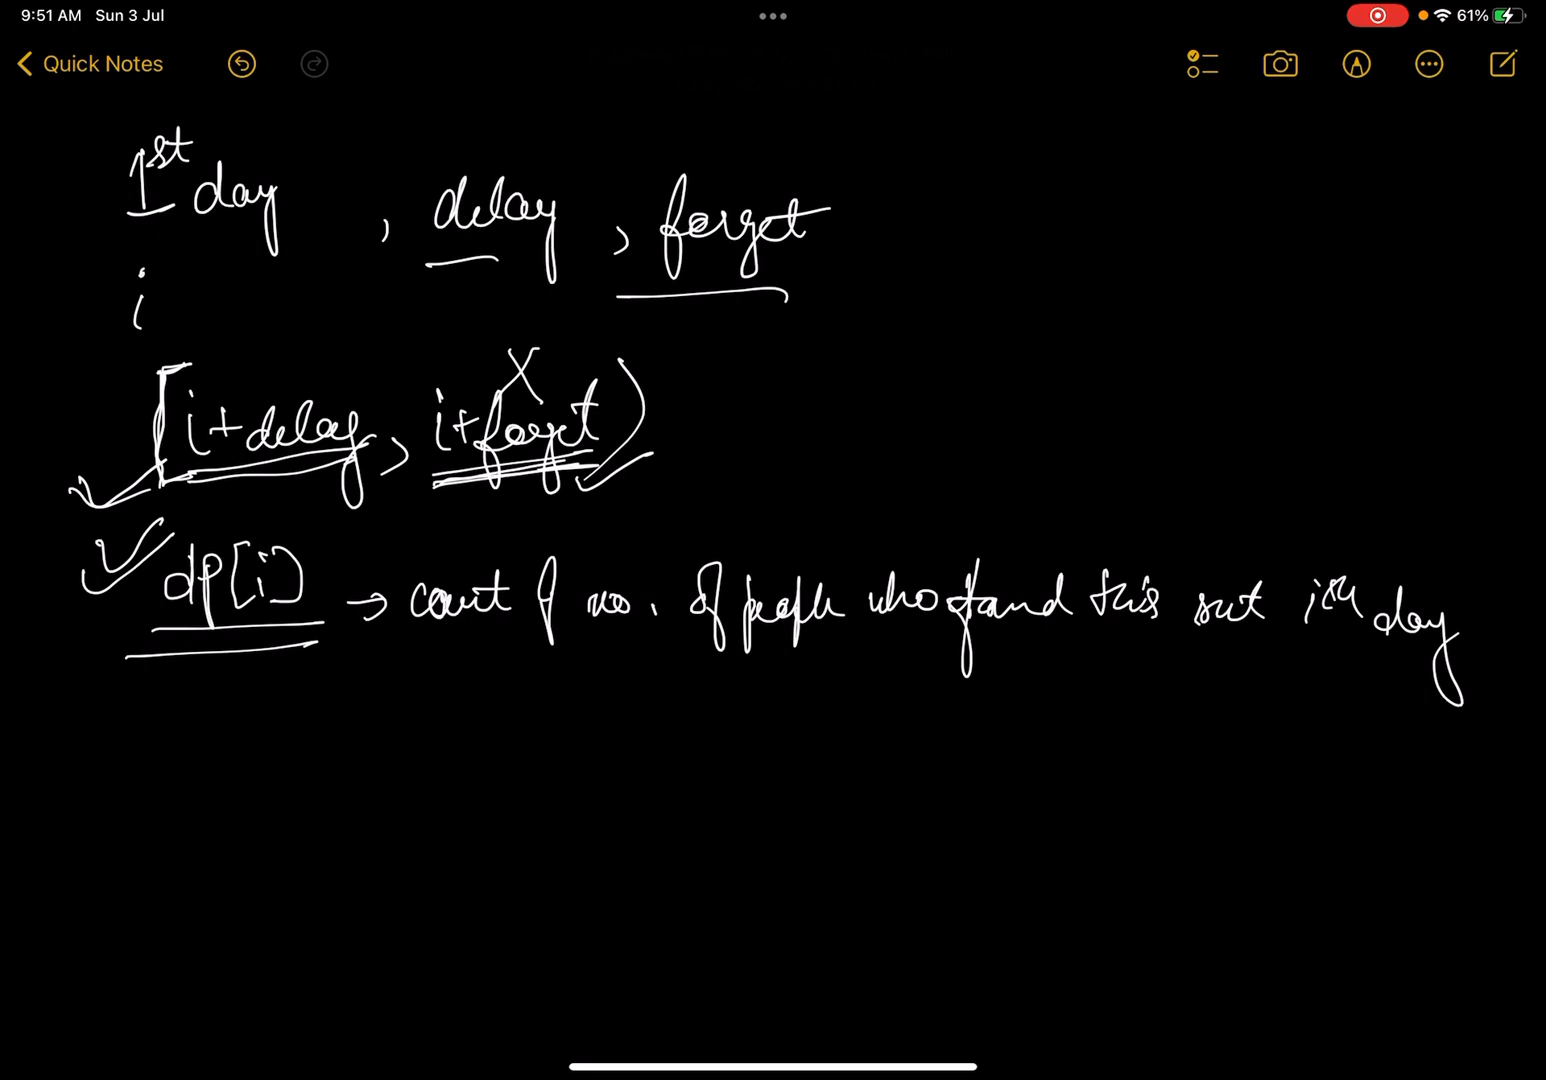 9:51 AM Sun 3 Jul
61%
Quick Notes
1st day , delay , forget
i
[i+delay, i+forget)
dp[i] → count of no. of people who found this out ith day